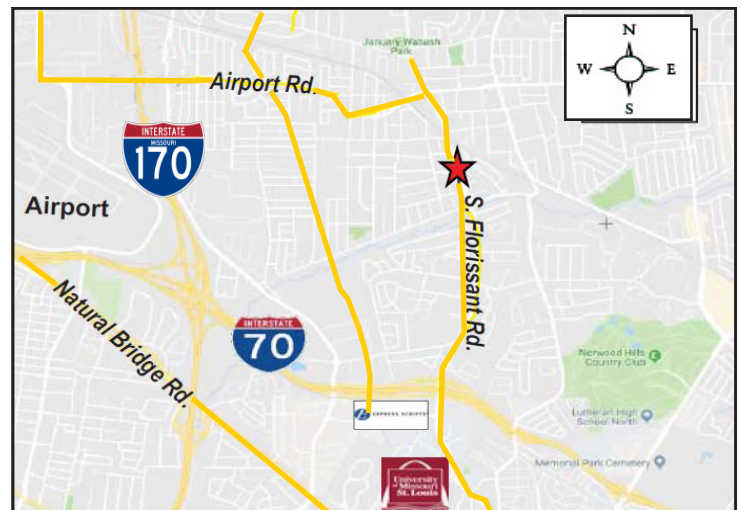 January Wabash
Park
N
W
E
S
Airport Rd.
INTERSTATE
MISSOURI
170
Airport
S. Florissant Rd.
Natural Bridge Rd.
INTERSTATE
70
Norwood Hills
Country Club
EXPRESS SCRIPTS
Lutheran High
School North
University
of Missouri
St. Louis
Memorial Park Cemetery